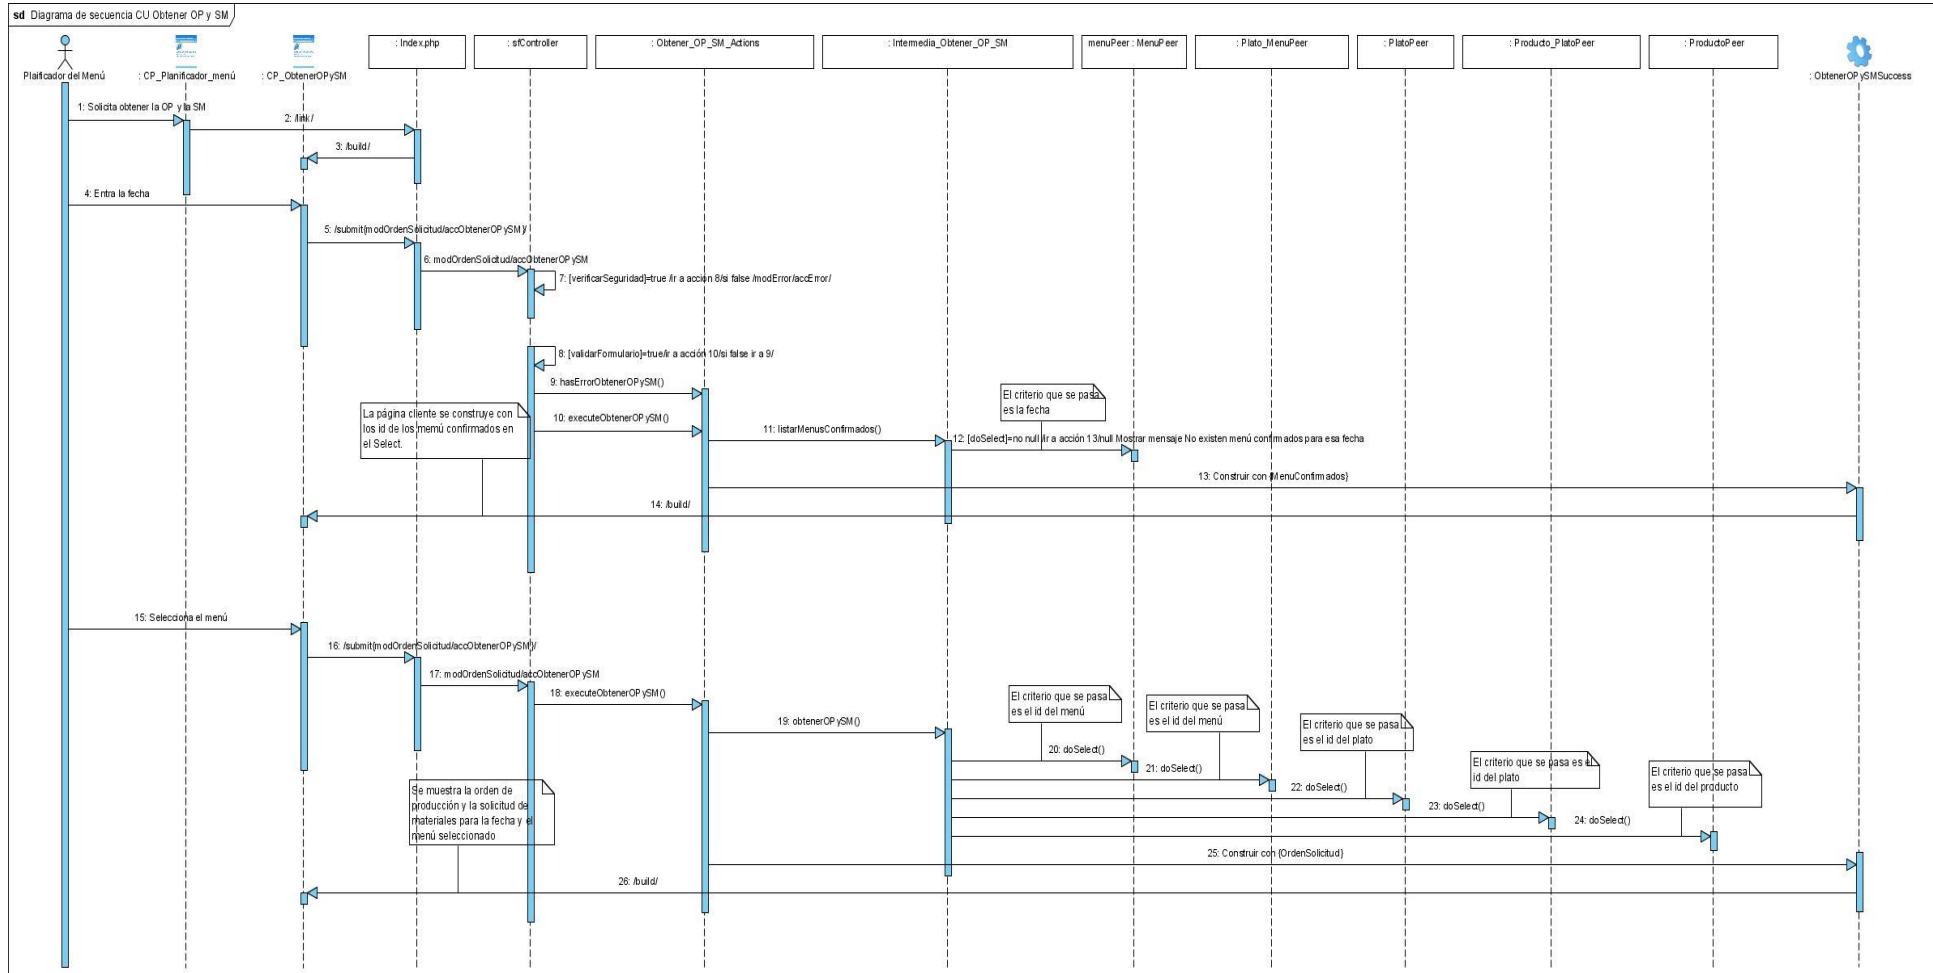 sd Diagrama de secuencia CU Obtener OP y SM
Plaificador del Menú
: CP_Planificador_menú
: CP_ObtenerOPySM
: Index.php
: sfController
: Obtener_OP_SM_Actions
: Intermedia_Obtener_OP_SM
menuPeer : MenuPeer
: Plato_MenuPeer
: PlatoPeer
: Producto_PlatoPeer
: ProductoPeer
: ObtenerOPySMSuccess
1: Solicita obtener la OP y la SM
2: /link/
3: /build/
4: Entra la fecha
5: /submit{modOrdenSolicitud/accObtenerOPySM}/
6: modOrdenSolicitud/accObtenerOPySM
7: [verificarSeguridad]=true /ir a acción 8/si false /modError/accError/
8: [validarFormulario]=true/ir a acción 10/si false ir a 9/
9: hasErrorObtenerOPySM()
El criterio que se pasa
es la fecha
La página cliente se construye con
los id de los memú confirmados en
el Select.
10: executeObtenerOPySM()
11: listarMenusConfirmados()
12: [doSelect]=no null /ir a acción 13/null Mostrar mensaje No existen menú confirmados para esa fecha
13: Construir con {MenuConfirmados}
14: /build/
15: Selecciona el menú
16: /submit{modOrdenSolicitud/accObtenerOPySM}/
17: modOrdenSolicitud/accObtenerOPySM
18: executeObtenerOPySM()
19: obtenerOPySM()
El criterio que se pasa
es el id del menú
El criterio que se pasa
es el id del menú
El criterio que se pasa
es el id del plato
El criterio que se pasa es el
id del plato
El criterio que se pasa
es el id del producto
20: doSelect()
21: doSelect()
22: doSelect()
23: doSelect()
24: doSelect()
Se muestra la orden de
producción y la solicitud de
materiales para la fecha y el
menú seleccionado
25: Construir con {OrdenSolicitud}
26: /build/